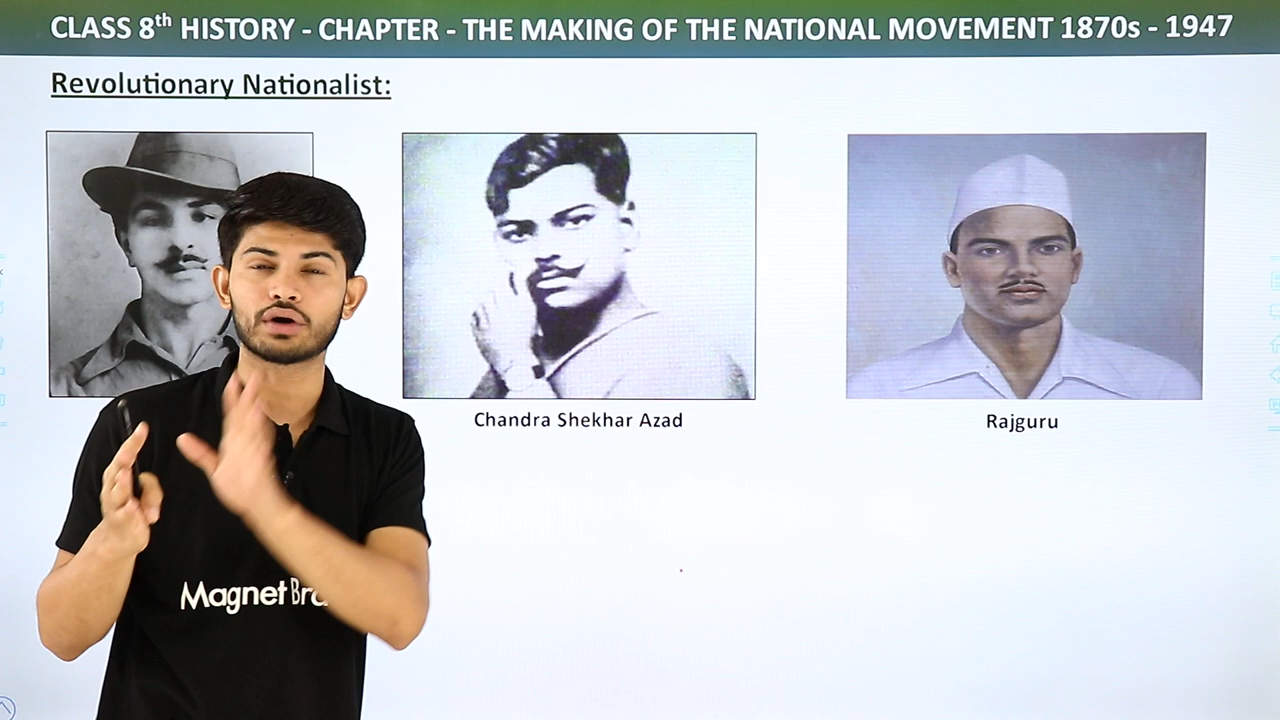 CLASS 8th HISTORY - CHAPTER - THE MAKING OF THE NATIONAL MOVEMENT 1870s - 1947
Revolutionary Nationalist:
Chandra Shekhar Azad
Rajguru
Magnet Bra